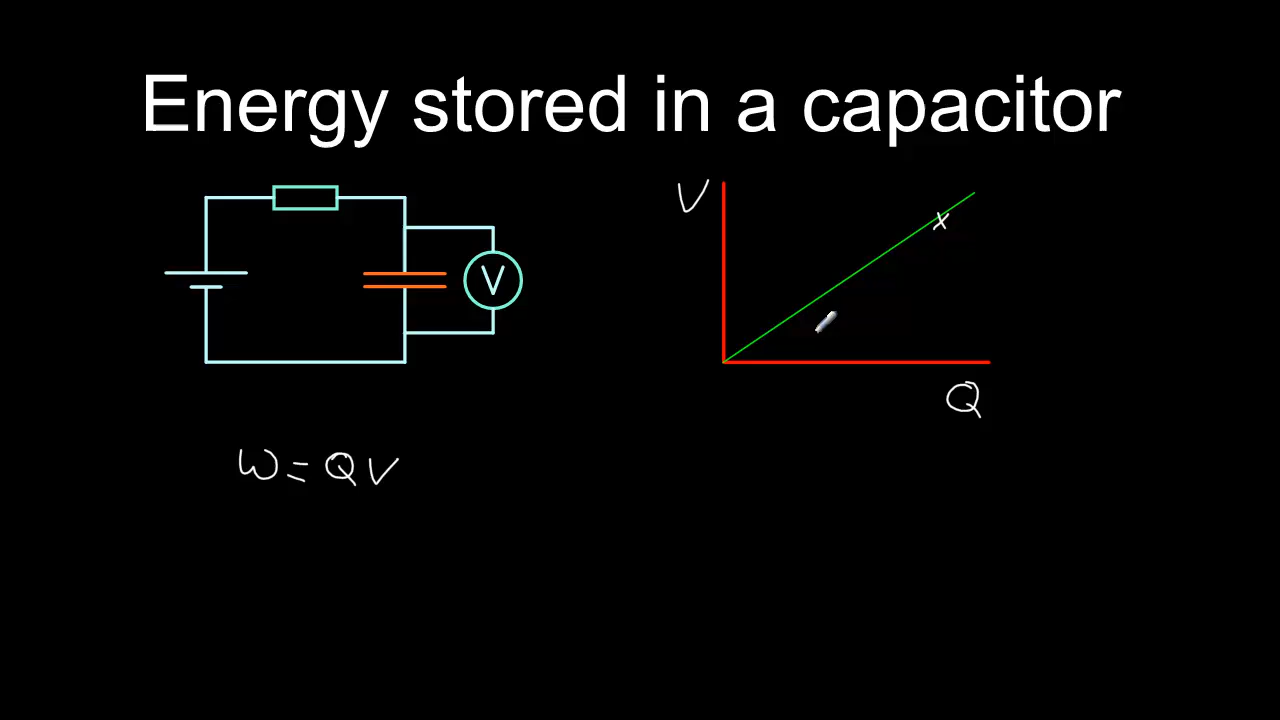 Energy stored in a capacitor
V
V
x
Q
W = QV